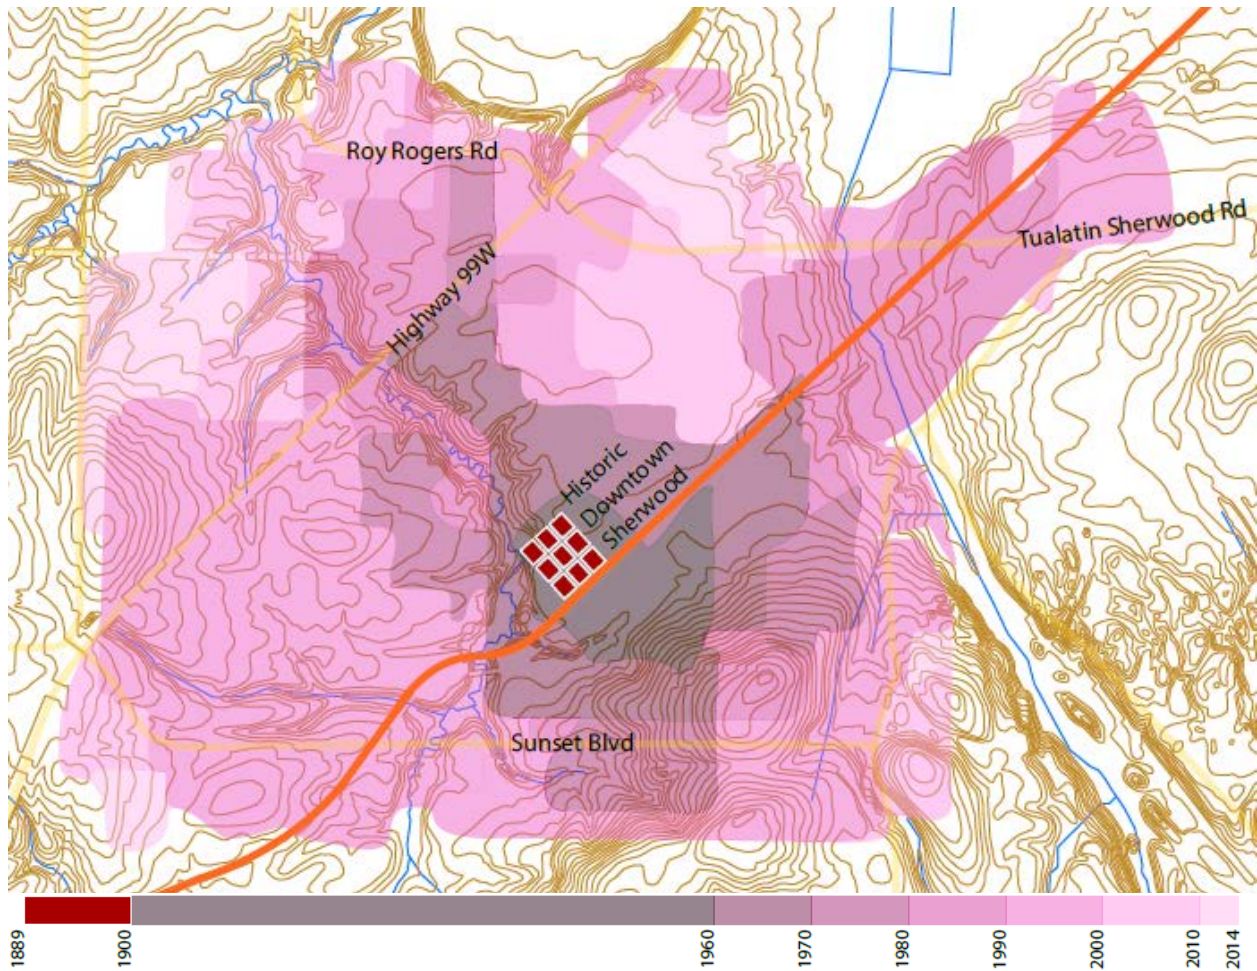 Roy Rogers Rd
Tualatin Sherwood Rd
Highway 99W
Historic
Downtown
Sherwood
Sunset Blvd
1889
1900
1960
1970
1980
1990
2000
2010
2014